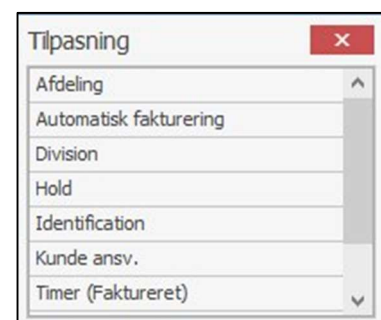 Tilpasning
Afdeling
Automatisk fakturering
Division
Hold
Identification
Kunde ansv.
Timer (Faktureret)